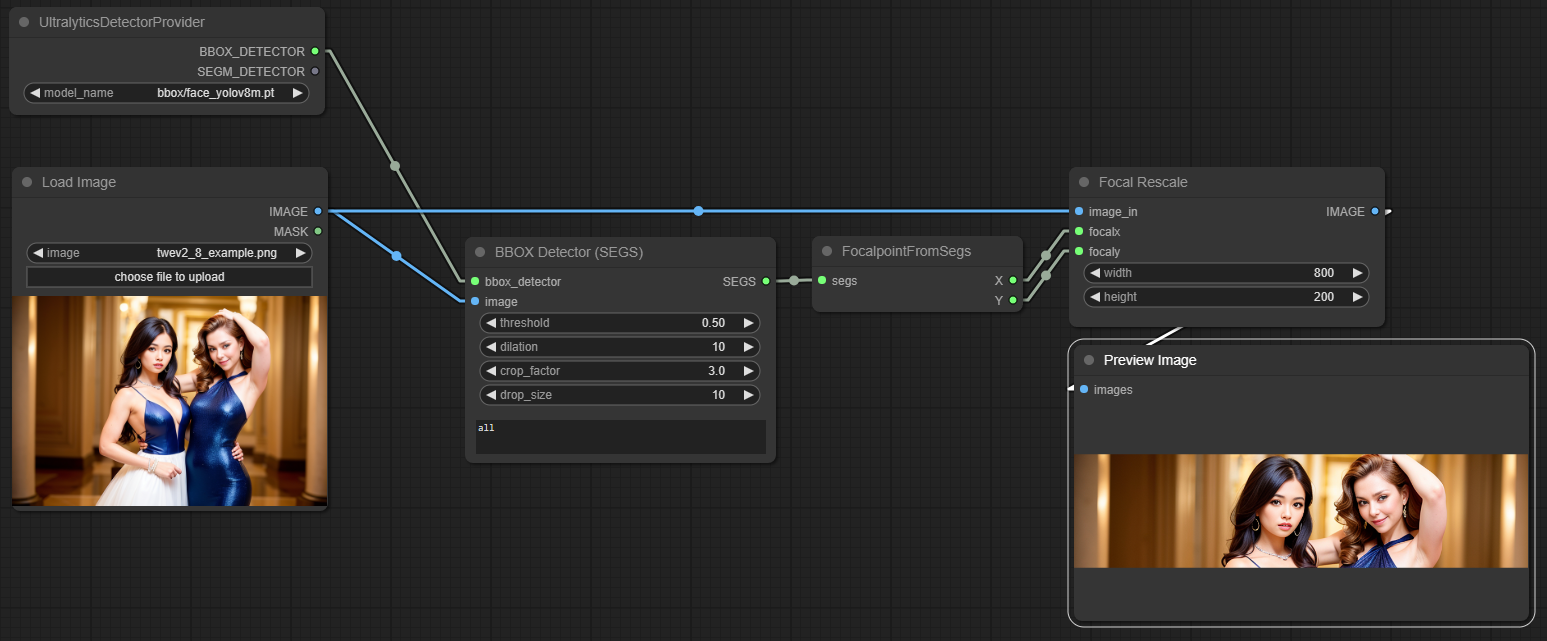 UltralyticsDetectorProvider
BBOX_DETECTOR
SEGM_DETECTOR
model_name bbox/face_yolov8m.pt
Load Image
IMAGE
MASK
image twev2_8_example.png
choose file to upload
BBOX Detector (SEGS)
bbox_detector SEGS
image
threshold 0.50
dilation 10
crop_factor 3.0
drop_size 10
all
FocalpointFromSegs
segs X
Y
Focal Rescale
image_in IMAGE
focalx
focaly
width 800
height 200
Preview Image
images